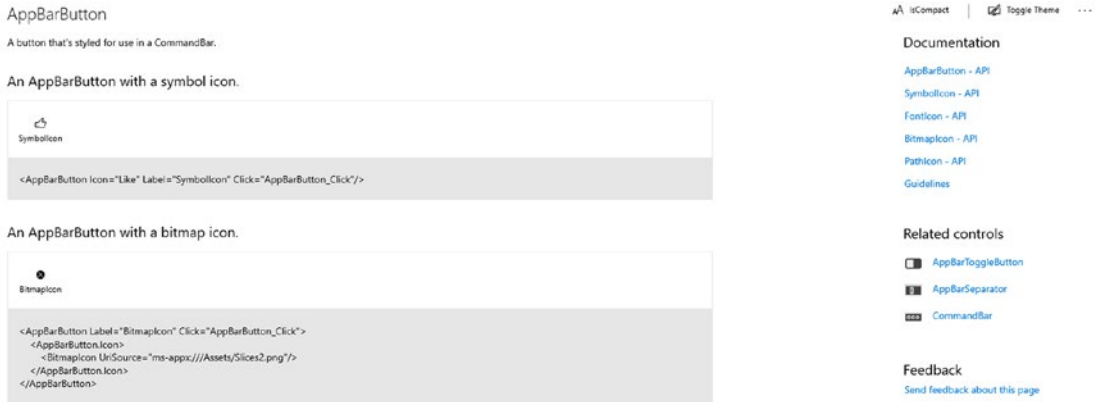 AppBarButton
A button that's styled for use in a CommandBar.
An AppBarButton with a symbol icon.
SymbolIcon
<AppBarButton Icon="Like" Label="SymbolIcon" Click="AppBarButton_Click"/>
An AppBarButton with a bitmap icon.
BitmapIcon
<AppBarButton Label="BitmapIcon" Click="AppBarButton_Click">
<AppBarButton.Icon>
<BitmapIcon UriSource="ms-appx:///Assets/Slices2.png"/>
</AppBarButton.Icon>
</AppBarButton>
IsCompact
Toggle Theme
Documentation
AppBarButton - API
SymbolIcon - API
FontIcon - API
BitmapIcon - API
PathIcon - API
Guidelines
Related controls
AppBarToggleButton
AppBarSeparator
CommandBar
Feedback
Send feedback about this page